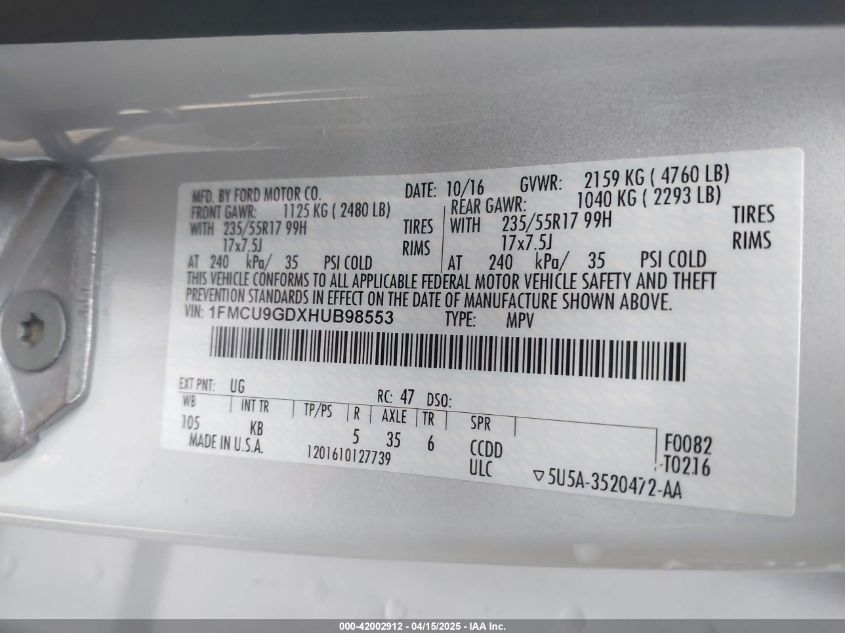 MFD. BY FORD MOTOR CO. DATE: 10/16 GVWR: 2159 KG ( 4760 LB)
FRONT GAWR: 1125 KG ( 2480 LB) REAR GAWR: 1040 KG ( 2293 LB)
WITH 235/55R17 99H TIRES WITH 235/55R17 99H TIRES
17x7.5J RIMS 17x7.5J RIMS
AT 240 kPa/ 35 PSI COLD AT 240 kPa/ 35 PSI COLD
THIS VEHICLE CONFORMS TO ALL APPLICABLE FEDERAL MOTOR VEHICLE SAFETY AND THEFT
PREVENTION STANDARDS IN EFFECT ON THE DATE OF MANUFACTURE SHOWN ABOVE.
VIN: 1FMCU9GDXHUB98553 TYPE: MPV
EXT PNT: UG RC: 47 DSO:
WB INT TR TP/PS R AXLE TR SPR
105 KB 5 35 6 CCDD F0082
MADE IN U.S.A. 1201610127739 ULC T0216
▽5U5A-3520472-AA
000-42002912 - 04/15/2025 - IAA Inc.